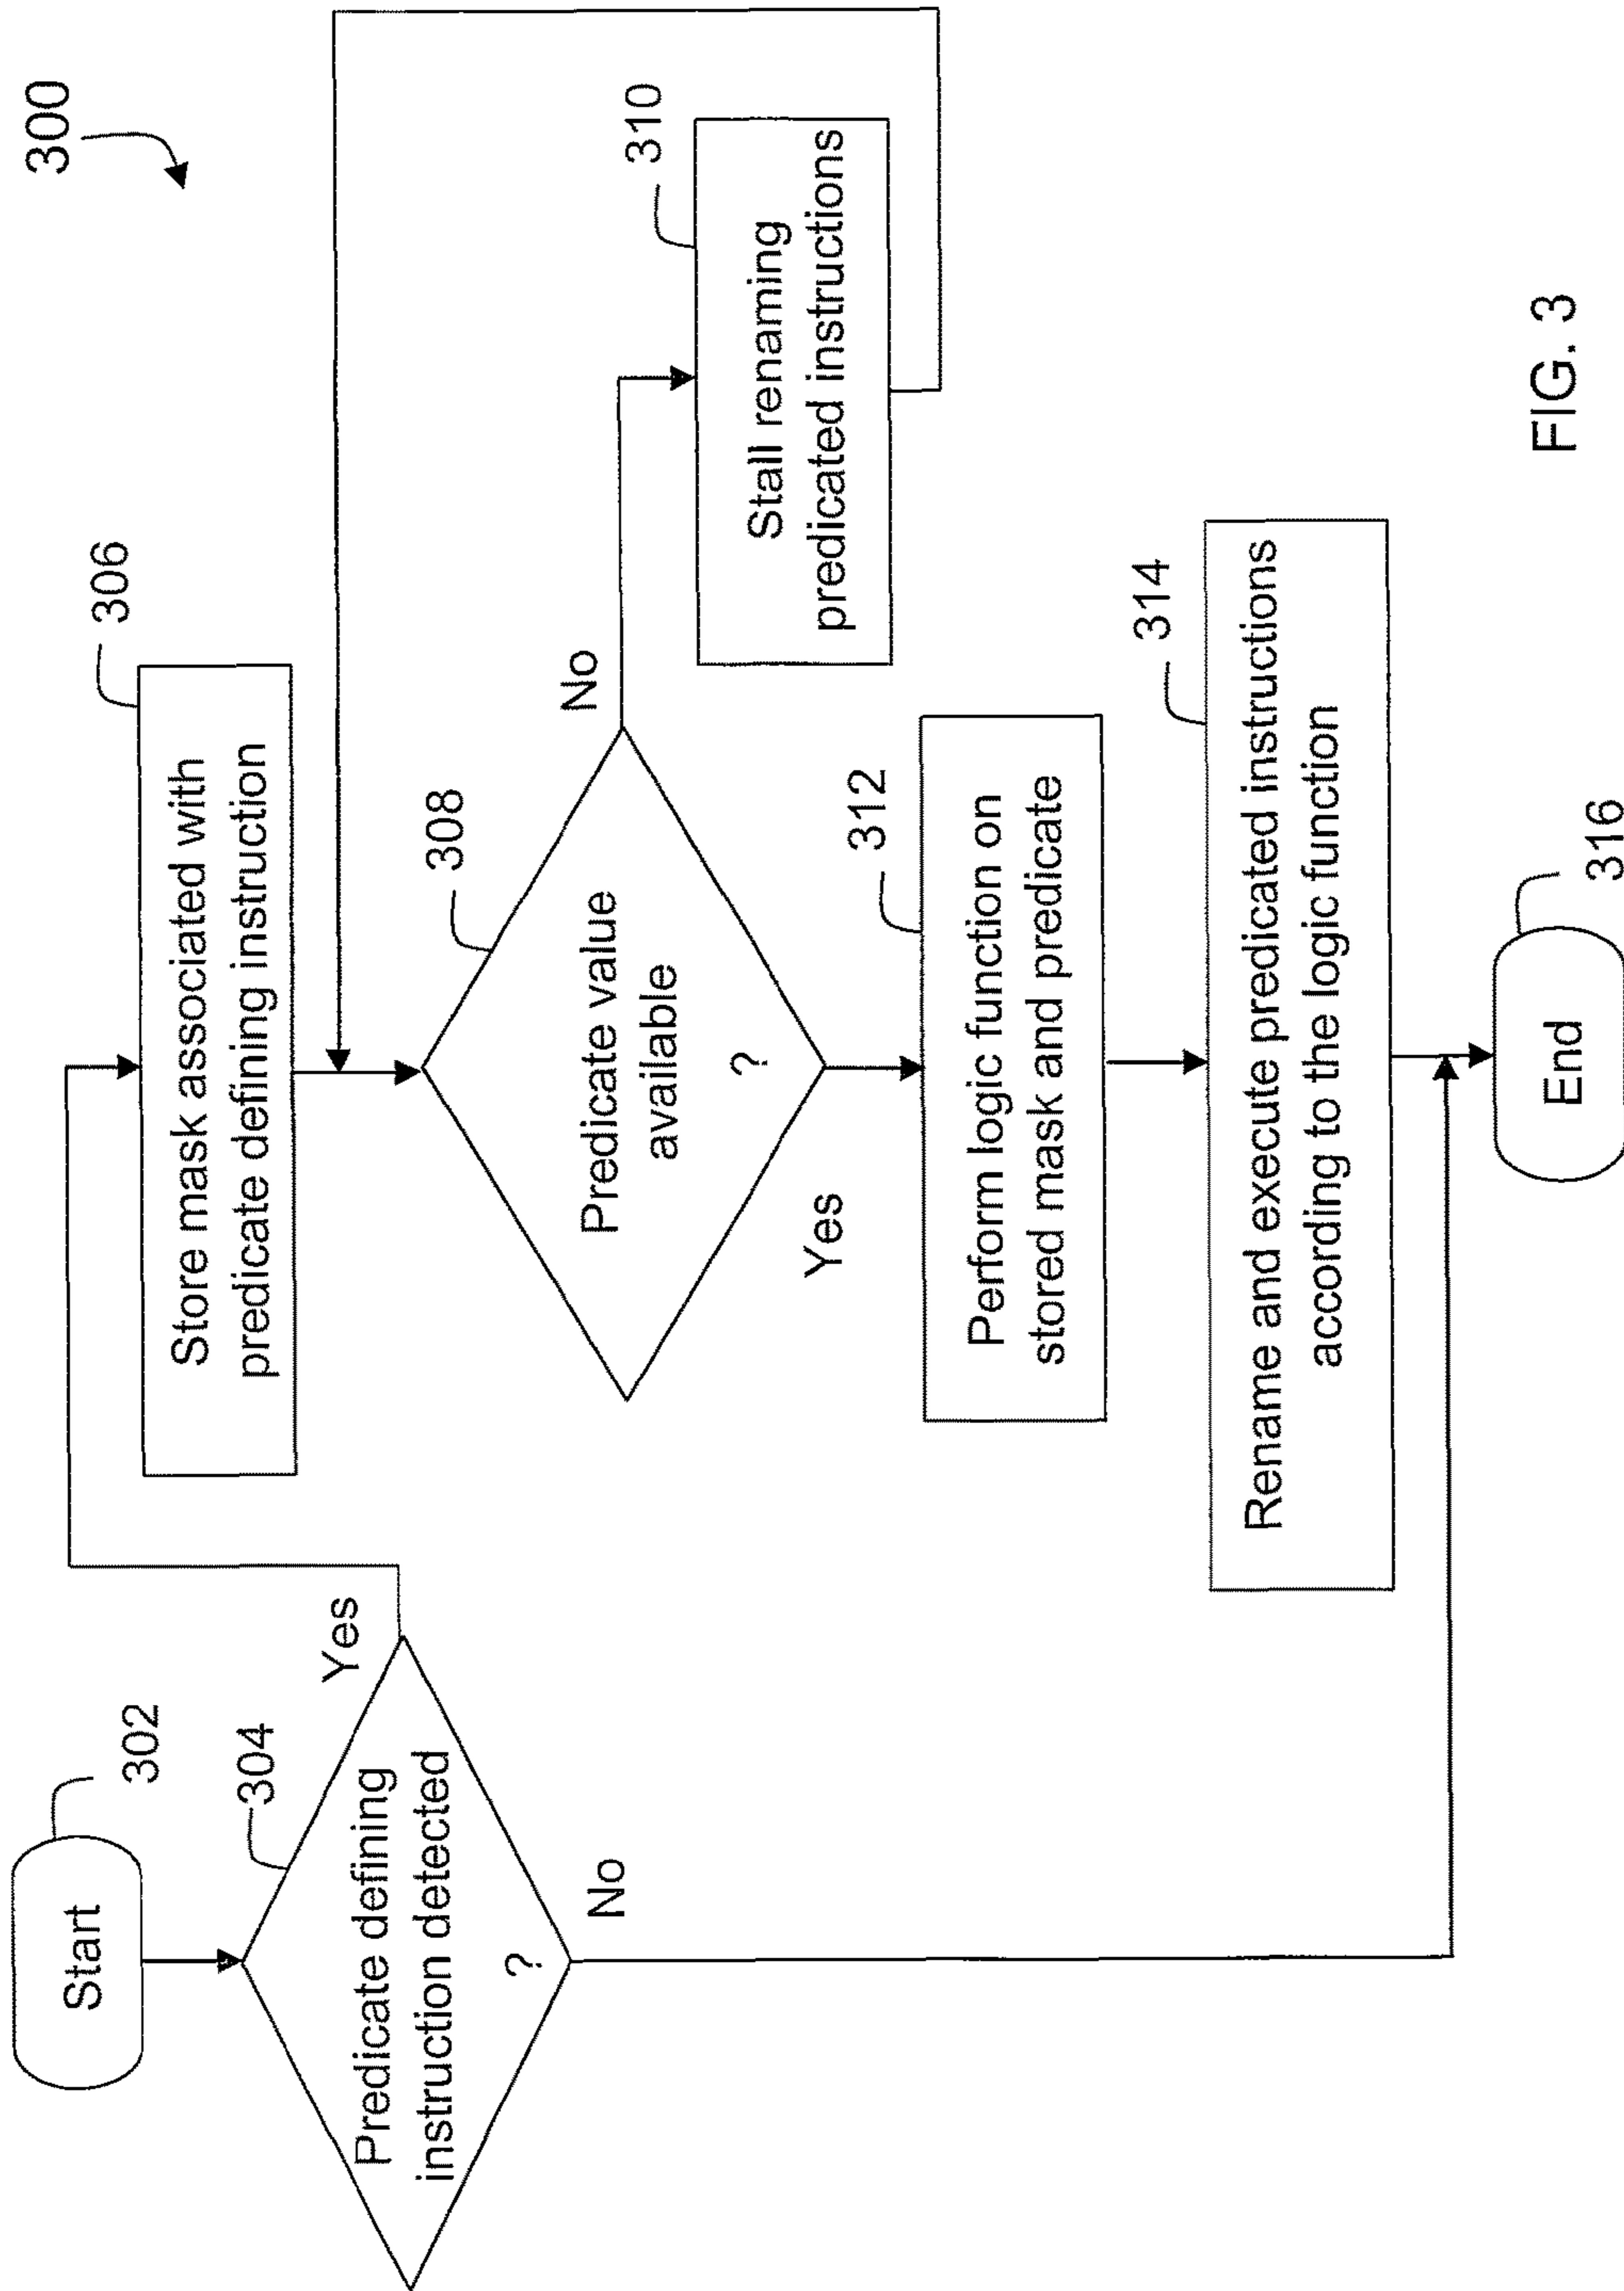 300
Start
302
Predicate defining
instruction detected
?
304
Yes
No
Store mask associated with
predicate defining instruction
306
Predicate value
available
?
308
No
Yes
Stall renaming
predicated instructions
310
Perform logic function on
stored mask and predicate
312
Rename and execute predicated instructions
according to the logic function
314
End
316
FIG. 3